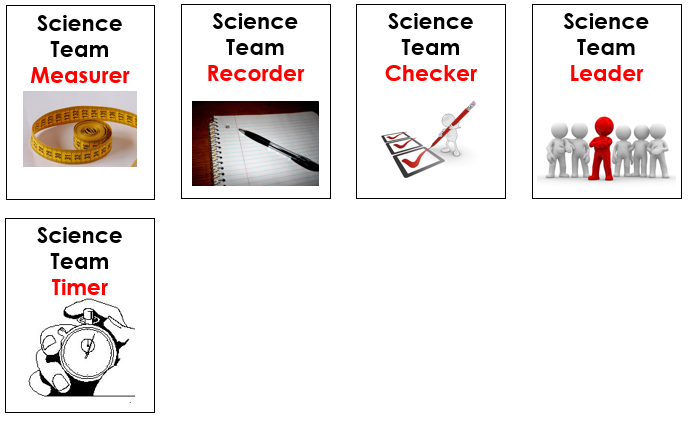 Science
Team
Measurer
Science
Team
Recorder
Science
Team
Checker
Science
Team
Leader
Science
Team
Timer